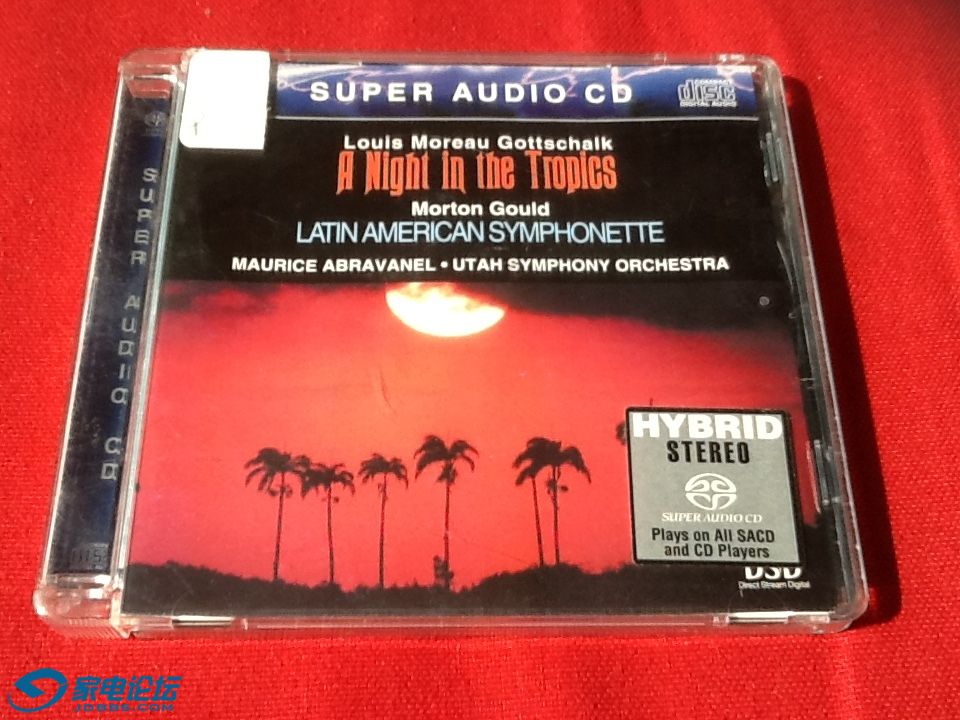 SUPER AUDIO CD
COMPACT
disc
DIGITAL AUDIO
Louis Moreau Gottschalk
A Night in the Tropics
Morton Gould
LATIN AMERICAN SYMPHONETTE
MAURICE ABRAVANEL • UTAH SYMPHONY ORCHESTRA
SUPER AUDIO CD
HYBRID
STEREO
SUPER AUDIO CD
Plays on All SACD
and CD Players
DSD
Direct Stream Digital
家电论坛
JDBBS.COM